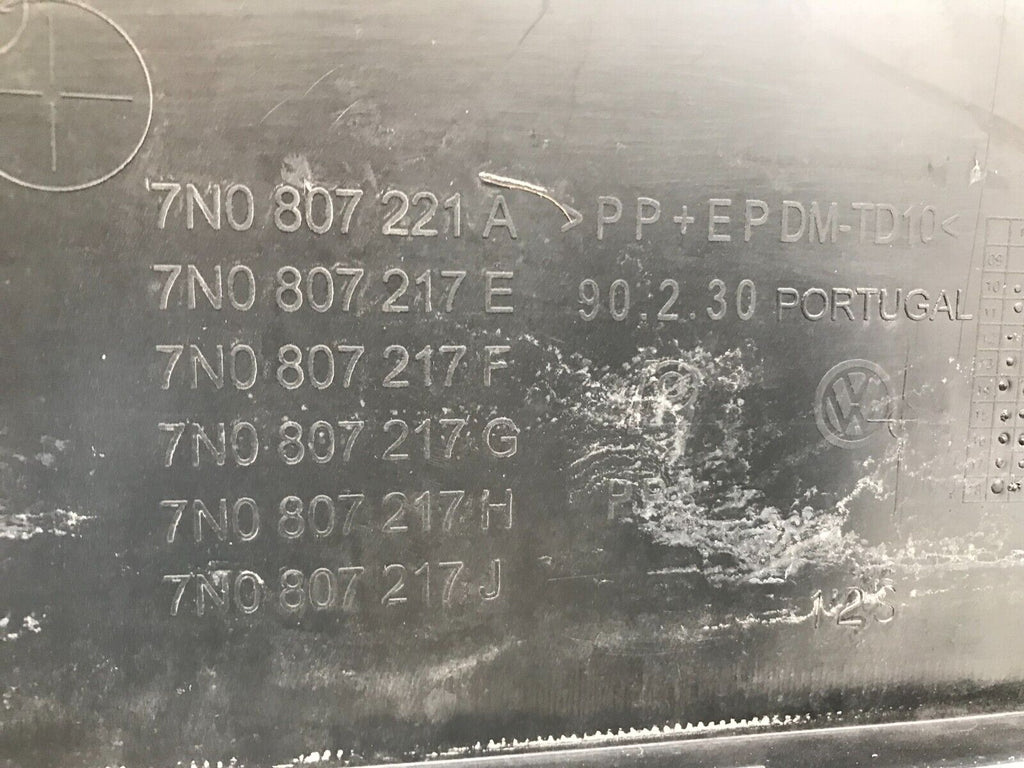 7N0 807 221 A >PP+EPDM-TD10<
7N0 807 217 E 90.2.30 PORTUGAL
7N0 807 217 F
7N0 807 217 G
7N0 807 217 H
7N0 807 217 J